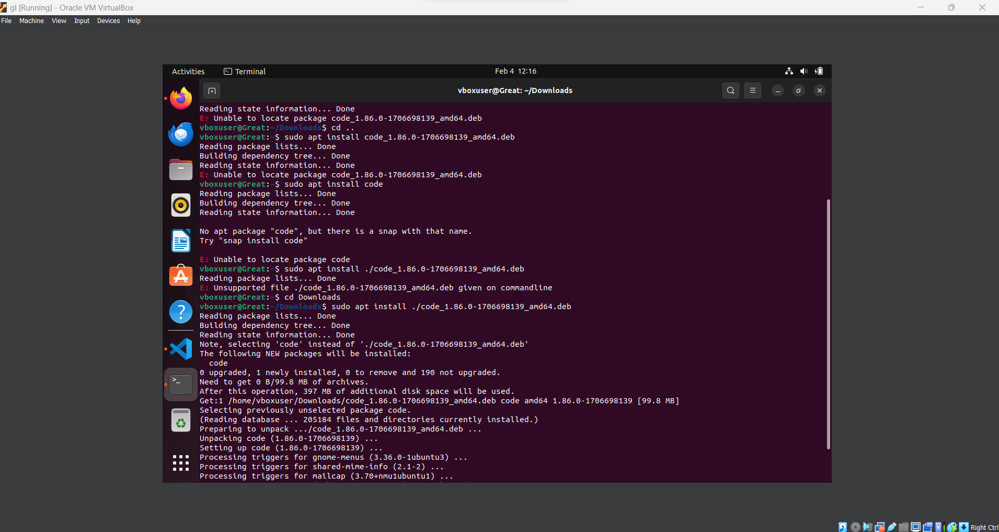 gl [Running] - Oracle VM VirtualBox
File Machine View Input Devices Help
Activities Terminal Feb 4 12:16
vboxuser@Great: ~/Downloads
Reading state information... Done
E: Unable to locate package code_1.86.0-1706698139_amd64.deb
vboxuser@Great:~/Downloads$ cd ..
vboxuser@Great:~$ sudo apt install code_1.86.0-1706698139_amd64.deb
Reading package lists... Done
Building dependency tree... Done
Reading state information... Done
E: Unable to locate package code_1.86.0-1706698139_amd64.deb
vboxuser@Great:~$ sudo apt install code
Reading package lists... Done
Building dependency tree... Done
Reading state information... Done
No apt package "code", but there is a snap with that name.
Try "snap install code"
E: Unable to locate package code
vboxuser@Great:~$ sudo apt install ./code_1.86.0-1706698139_amd64.deb
Reading package lists... Done
E: Unsupported file ./code_1.86.0-1706698139_amd64.deb given on commandline
vboxuser@Great:~$ cd Downloads
vboxuser@Great:~/Downloads$ sudo apt install ./code_1.86.0-1706698139_amd64.deb
Reading package lists... Done
Building dependency tree... Done
Reading state information... Done
Note, selecting 'code' instead of './code_1.86.0-1706698139_amd64.deb'
The following NEW packages will be installed:
code
0 upgraded, 1 newly installed, 0 to remove and 190 not upgraded.
Need to get 0 B/99.8 MB of archives.
After this operation, 397 MB of additional disk space will be used.
Get:1 /home/vboxuser/Downloads/code_1.86.0-1706698139_amd64.deb code amd64 1.86.0-1706698139 [99.8 MB]
Selecting previously unselected package code.
(Reading database ... 205184 files and directories currently installed.)
Preparing to unpack .../code_1.86.0-1706698139_amd64.deb ...
Unpacking code (1.86.0-1706698139) ...
Setting up code (1.86.0-1706698139) ...
Processing triggers for gnome-menus (3.36.0-1ubuntu3) ...
Processing triggers for shared-mime-info (2.1-2) ...
Processing triggers for mailcap (3.70+nmu1ubuntu1) ...
Right Ctrl